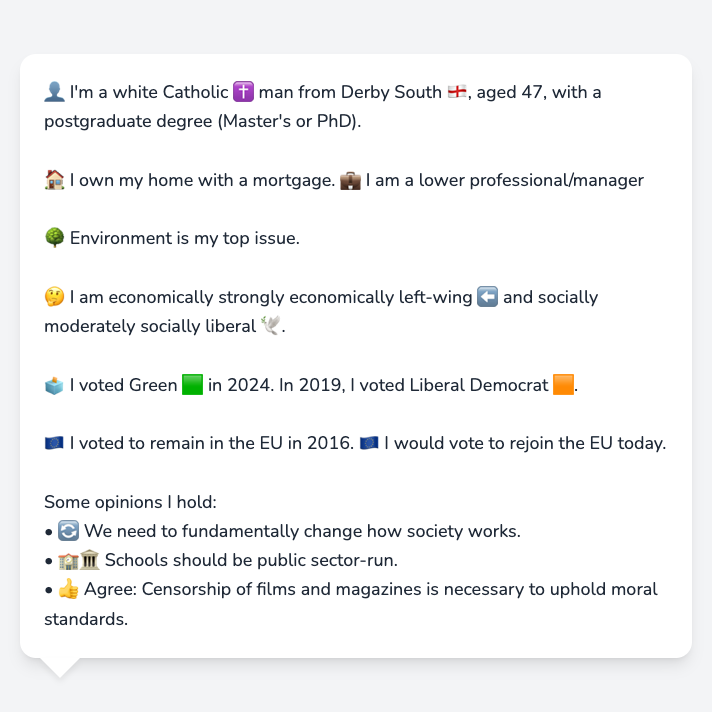 👤 I'm a white Catholic ✝️ man from Derby South 🏴󠁧󠁢󠁥󠁮󠁧󠁿, aged 47, with a
postgraduate degree (Master's or PhD).
🏠 I own my home with a mortgage. 💼 I am a lower professional/manager
🌳 Environment is my top issue.
🤔 I am economically strongly economically left-wing ⬅️ and socially
moderately socially liberal 🕊️.
🗳️ I voted Green 🟩 in 2024. In 2019, I voted Liberal Democrat 🟧.
🇪🇺 I voted to remain in the EU in 2016. 🇪🇺 I would vote to rejoin the EU today.
Some opinions I hold:
• 🔄 We need to fundamentally change how society works.
• 🏫🏛️ Schools should be public sector-run.
• 👍 Agree: Censorship of films and magazines is necessary to uphold moral
standards.